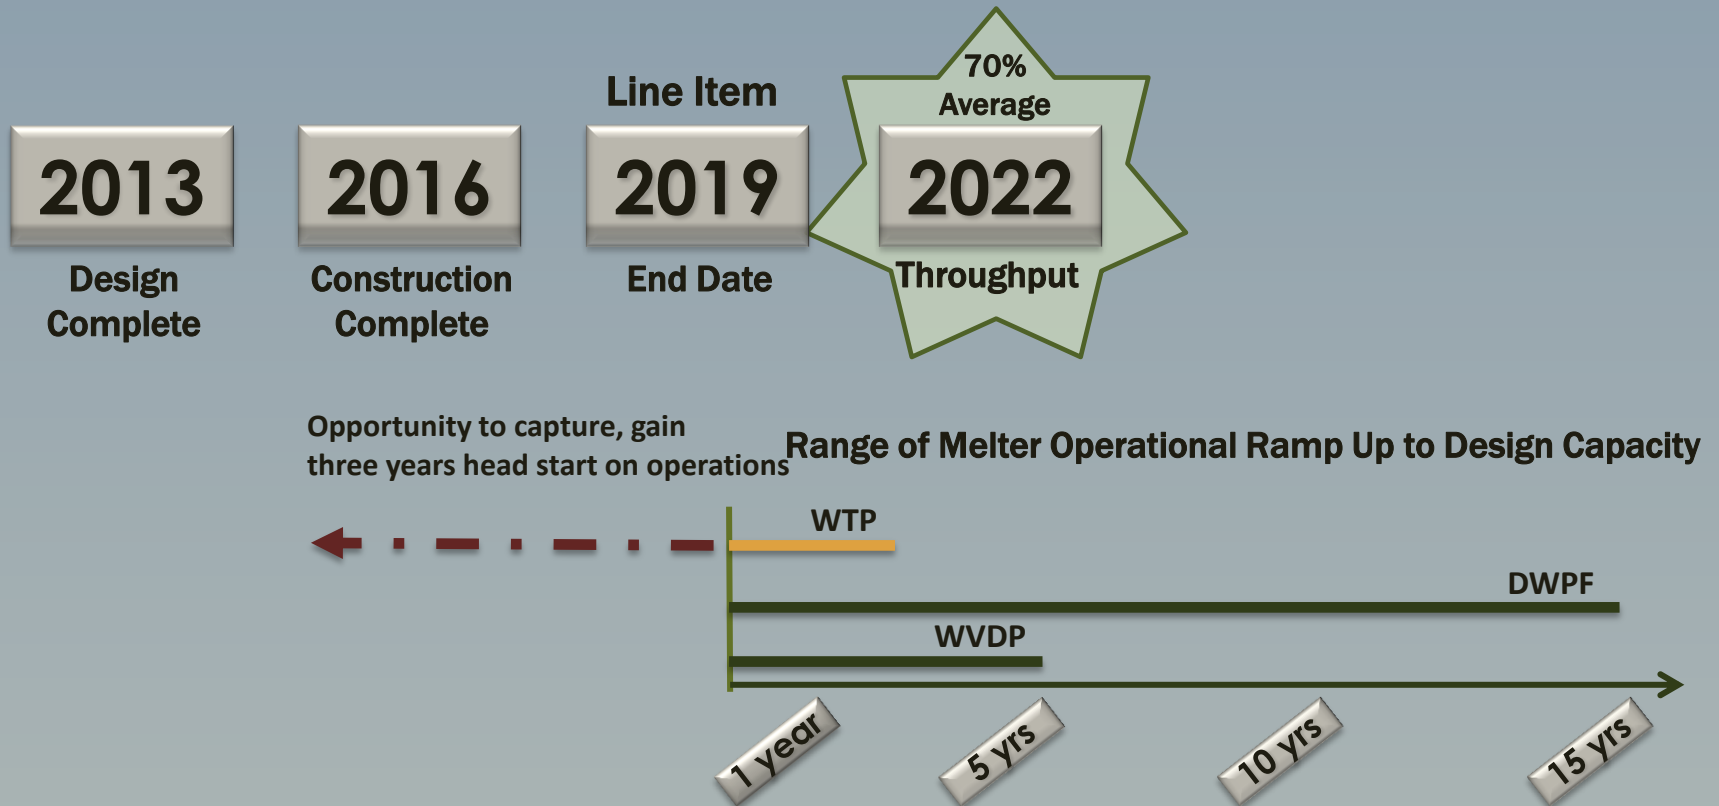 70%
Average
Line Item
2013
2016
2019
2022
Design
Complete
Construction
Complete
End Date
Throughput
Opportunity to capture, gain
three years head start on operations
Range of Melter Operational Ramp Up to Design Capacity
WTP
DWPF
WVDP
1 year
5 yrs
10 yrs
15 yrs